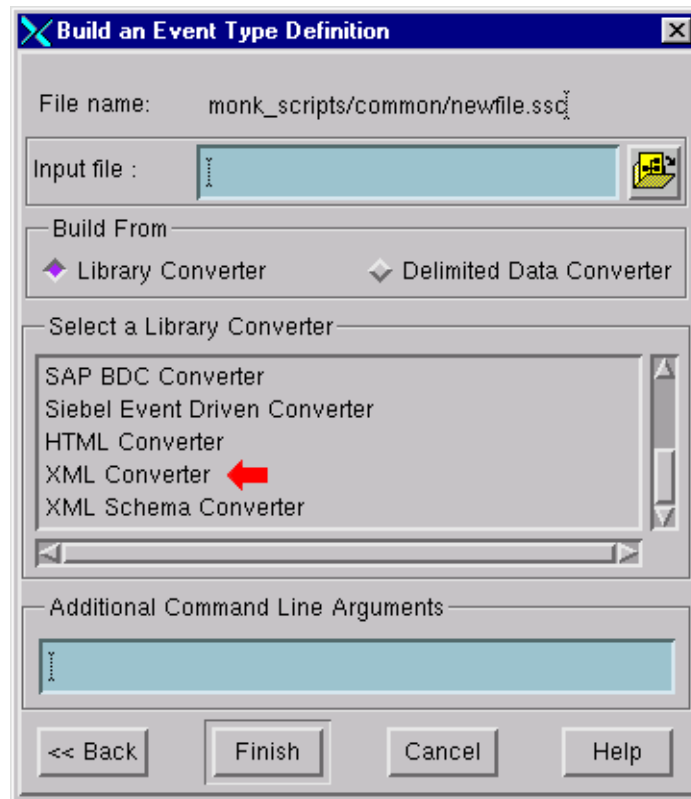 Build an Event Type Definition
File name: monk_scripts/common/newfile.ssc
Input file :
Build From
Library Converter Delimited Data Converter
Select a Library Converter
SAP BDC Converter
Siebel Event Driven Converter
HTML Converter
XML Converter
XML Schema Converter
Additional Command Line Arguments
<< Back Finish Cancel Help